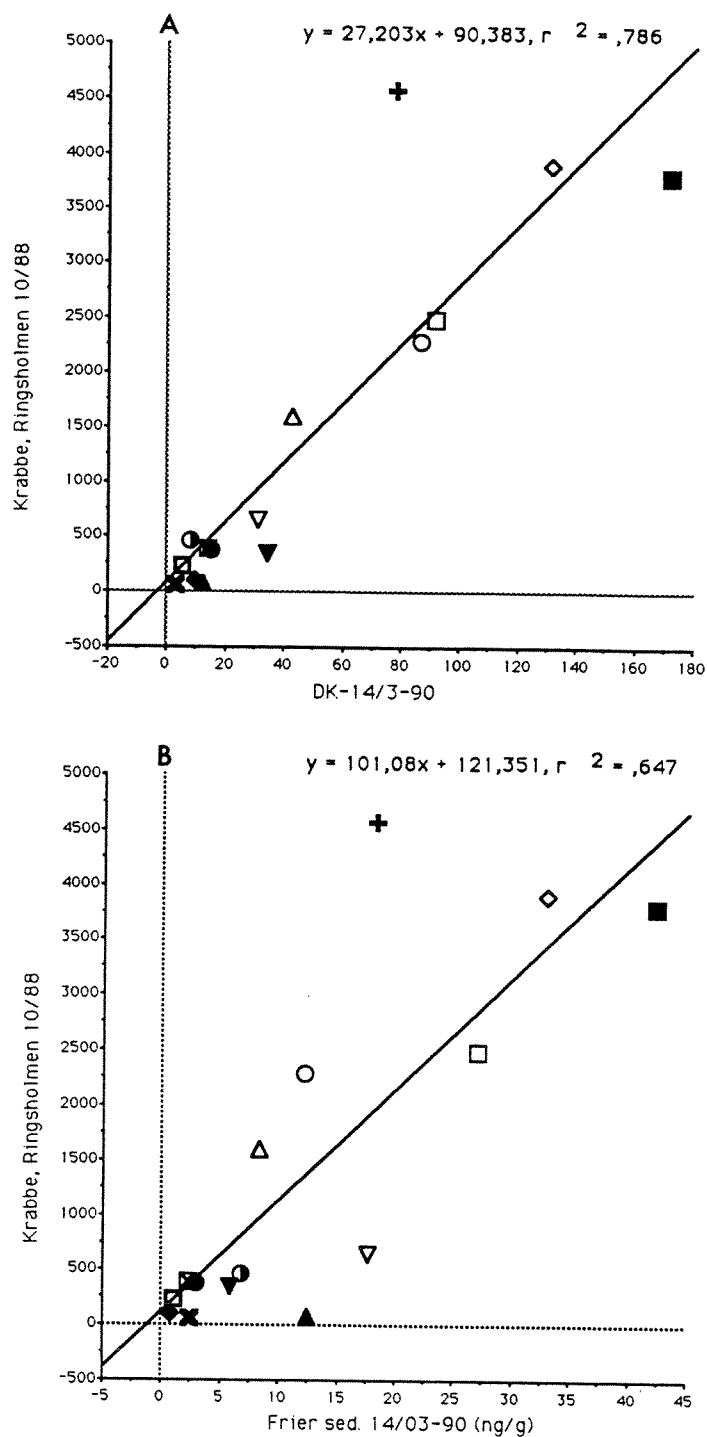 A
y = 27,203x + 90,383, r 2 = ,786
5000
4500
4000
3500
3000
2500
2000
1500
1000
500
0
-500
Krabbe, Ringsholmen 10/88
-20 0 20 40 60 80 100 120 140 160 180
DK-14/3-90
B
y = 101,08x + 121,351, r 2 = ,647
5000
4500
4000
3500
3000
2500
2000
1500
1000
500
0
-500
Krabbe, Ringsholmen 10/88
-5 0 5 10 15 20 25 30 35 40 45
Frier sed. 14/03-90 (ng/g)